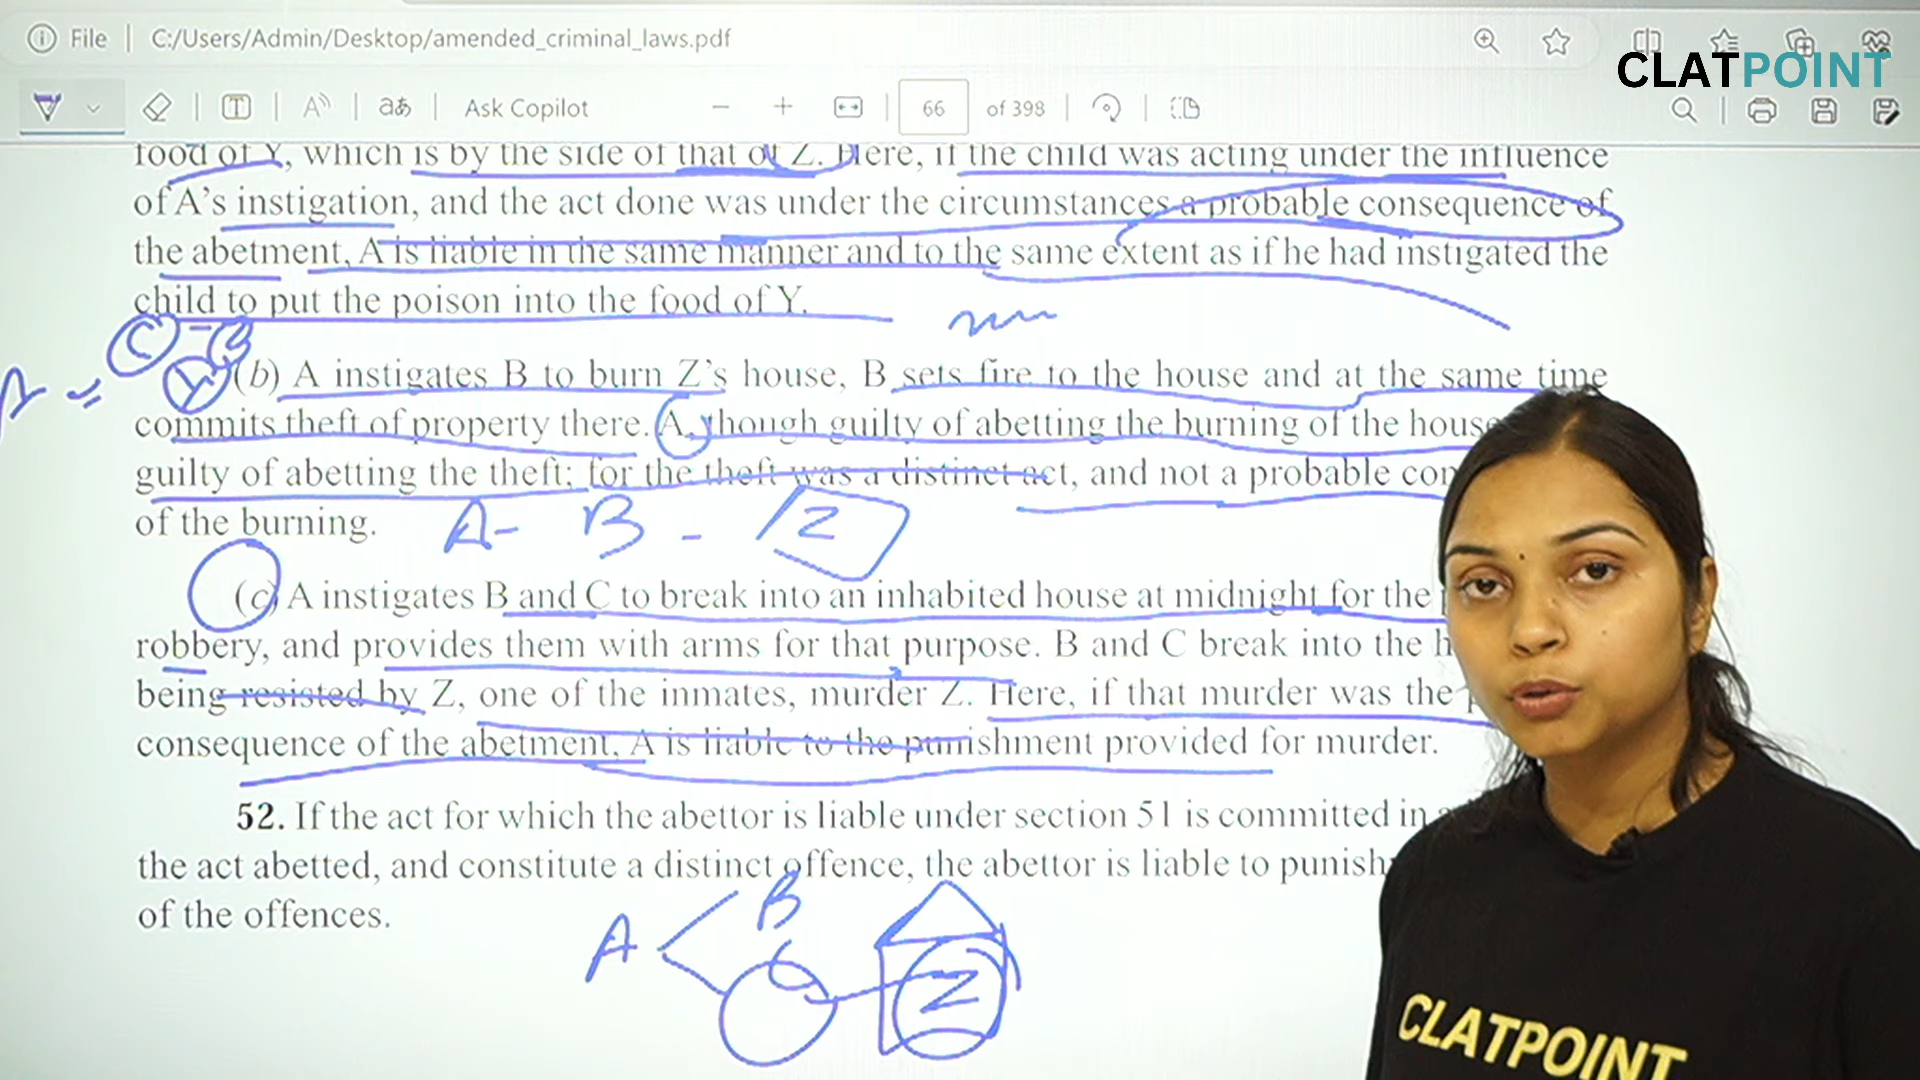 File | C:/Users/Admin/Desktop/amended_criminal_laws.pdf
CLATPOINT
T A aあ Ask Copilot 66 of 398
food of Y, which is by the side of that of Z. Here, if the child was acting under the influence
of A's instigation, and the act done was under the circumstances a probable consequence of
the abetment, A is liable in the same manner and to the same extent as if he had instigated the
child to put the poison into the food of Y.
C
Y
(b) A instigates B to burn Z's house, B sets fire to the house and at the same time
commits theft of property there. A, though guilty of abetting the burning of the house
guilty of abetting the theft; for the theft was a distinct act, and not a probable con
of the burning.
A - B - Z
(c) A instigates B and C to break into an inhabited house at midnight for the
robbery, and provides them with arms for that purpose. B and C break into the h
being resisted by Z, one of the inmates, murder Z. Here, if that murder was the
consequence of the abetment, A is liable to the punishment provided for murder.
52. If the act for which the abettor is liable under section 51 is committed in
the act abetted, and constitute a distinct offence, the abettor is liable to punish
of the offences.
B
A
C
Z
CLATPOINT